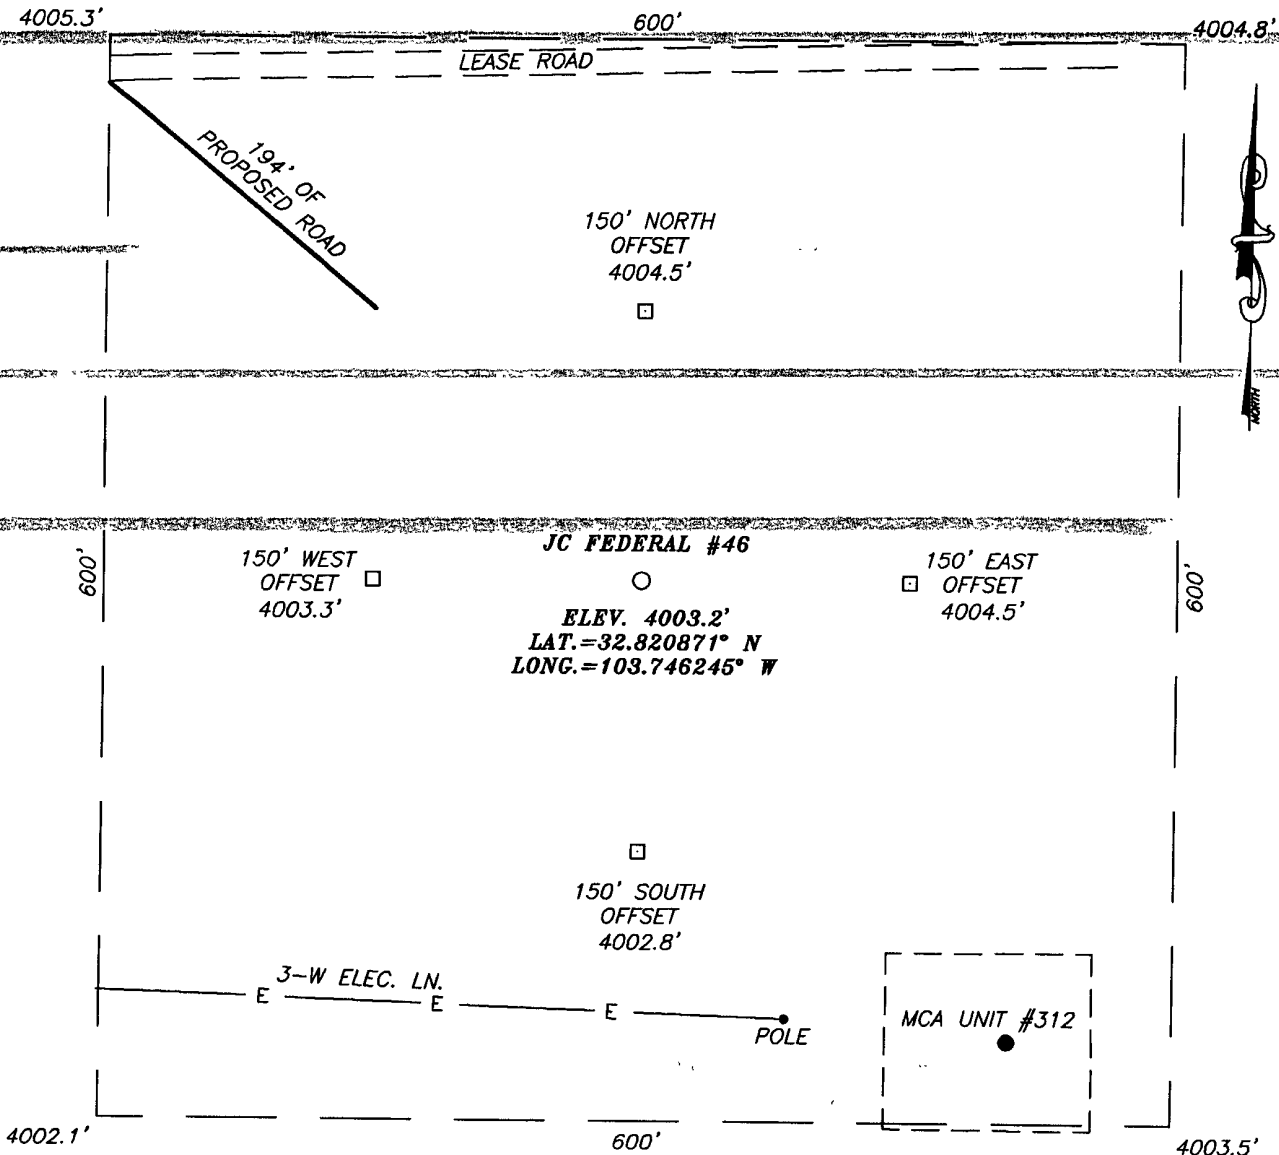 4005.3'
600'
4004.8'
LEASE ROAD
194' OF
PROPOSED ROAD
150' NORTH
OFFSET
4004.5'
NORTH
JC FEDERAL #46
150' WEST
OFFSET
4003.3'
150' EAST
OFFSET
4004.5'
600'
600'
ELEV. 4003.2'
LAT.=32.820871° N
LONG.=103.746245° W
150' SOUTH
OFFSET
4002.8'
3-W ELEC. LN.
E
E
E
POLE
MCA UNIT #312
4002.1'
600'
4003.5'